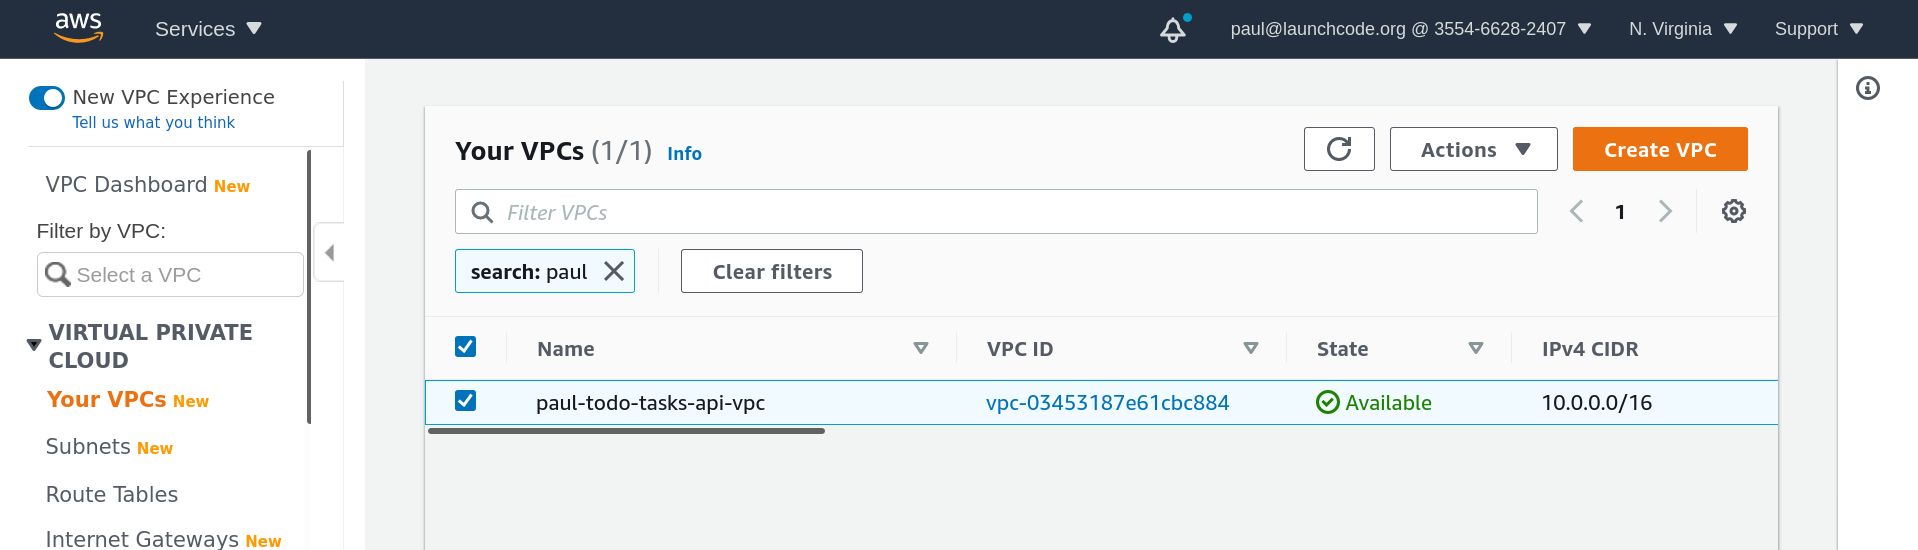 aws Services paul@launchcode.org @ 3554-6628-2407 N. Virginia Support
New VPC Experience
Tell us what you think
VPC Dashboard New
Filter by VPC:
Select a VPC
VIRTUAL PRIVATE
CLOUD
Your VPCs New
Subnets New
Route Tables
Internet Gateways New
Your VPCs (1/1) Info Actions Create VPC
Filter VPCs 1
search: paul Clear filters
Name VPC ID State IPv4 CIDR
paul-todo-tasks-api-vpc vpc-03453187e61cbc884 Available 10.0.0.0/16